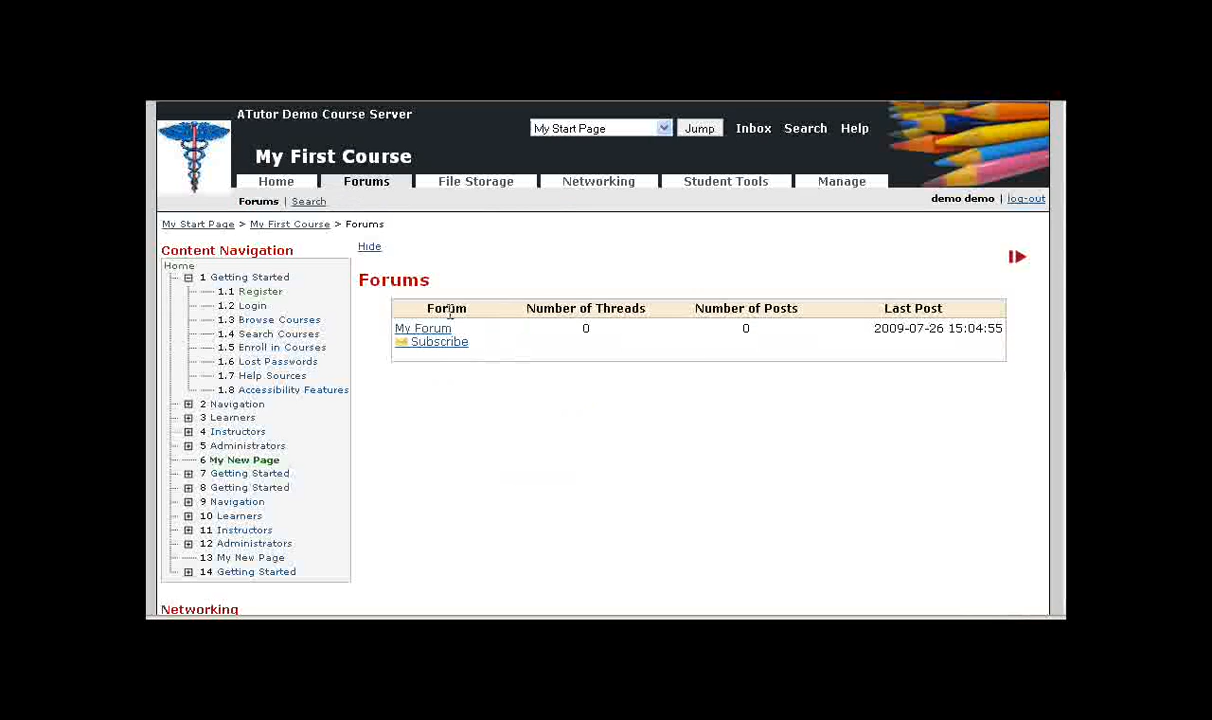 ATutor Demo Course Server
My Start Page Jump Inbox Search Help
My First Course
Home Forums File Storage Networking Student Tools Manage
Forums | Search
demo demo | log-out
My Start Page > My First Course > Forums
Content Navigation
Home
1 Getting Started
1.1 Register
1.2 Login
1.3 Browse Courses
1.4 Search Courses
1.5 Enroll in Courses
1.6 Lost Passwords
1.7 Help Sources
1.8 Accessibility Features
2 Navigation
3 Learners
4 Instructors
5 Administrators
6 My New Page
7 Getting Started
8 Getting Started
9 Navigation
10 Learners
11 Instructors
12 Administrators
13 My New Page
14 Getting Started
Networking
Hide
Forums
Forum Number of Threads Number of Posts Last Post
My Forum 0 0 2009-07-26 15:04:55
Subscribe